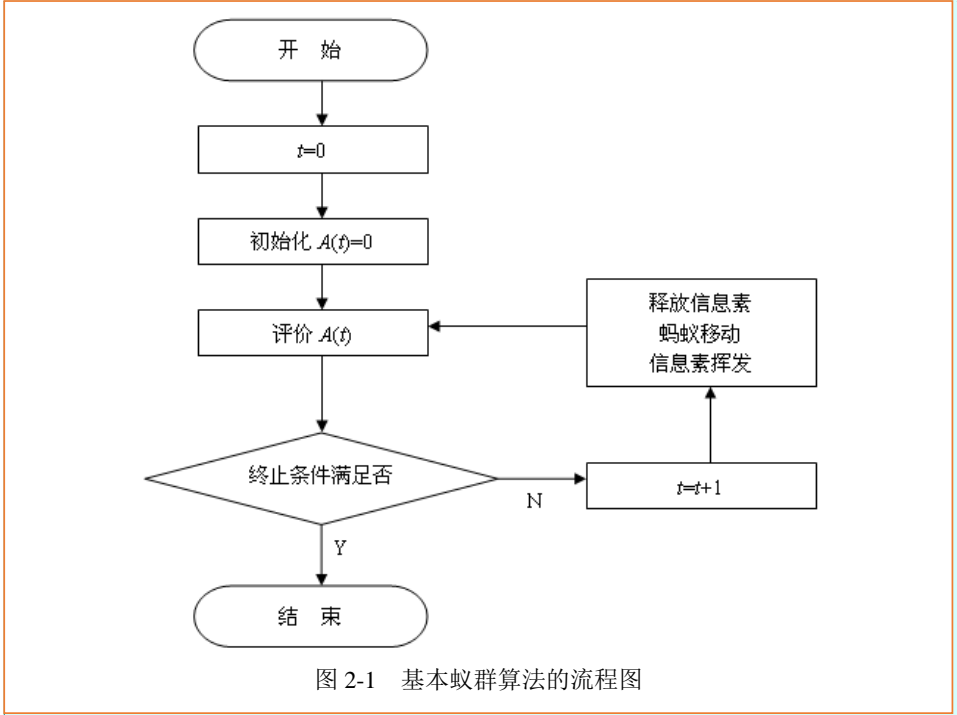 开 始
t=0
初始化 A(t)=0
评价 A(t)
释放信息素
蚂蚁移动
信息素挥发
终止条件满足否
N
t=t+1
Y
结 束
图 2-1 基本蚁群算法的流程图